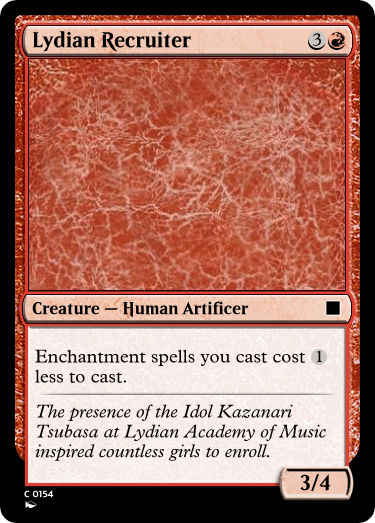 Lydian Recruiter 3
Creature — Human Artificer
Enchantment spells you cast cost 1
less to cast.
The presence of the Idol Kazanari
Tsubasa at Lydian Academy of Music
inspired countless girls to enroll.
3/4
C 0154